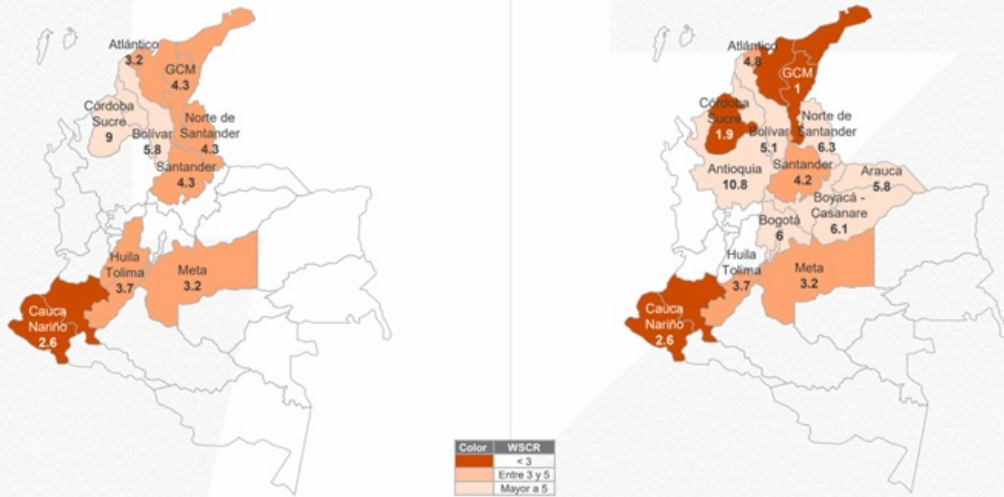 Atlántico
3.2
GCM
4.3
Córdoba
Sucre
9
Bolívar
5.8
Norte de
Santander
4.3
Santander
4.3
Huila
Tolima
3.7
Meta
3.2
Cauca
Nariño
2.6
Atlántico
4.8
GCM
1
Córdoba
Sucre
1.9
Bolívar
5.1
Norte de
Santander
6.3
Antioquia
10.8
Santander
4.2
Arauca
5.8
Boyacá -
Casanare
6.1
Bogotá
6
Huila
Tolima
3.7
Meta
3.2
Cauca
Nariño
2.6
Color WSCR
< 3
Entre 3 y 5
Mayor a 5